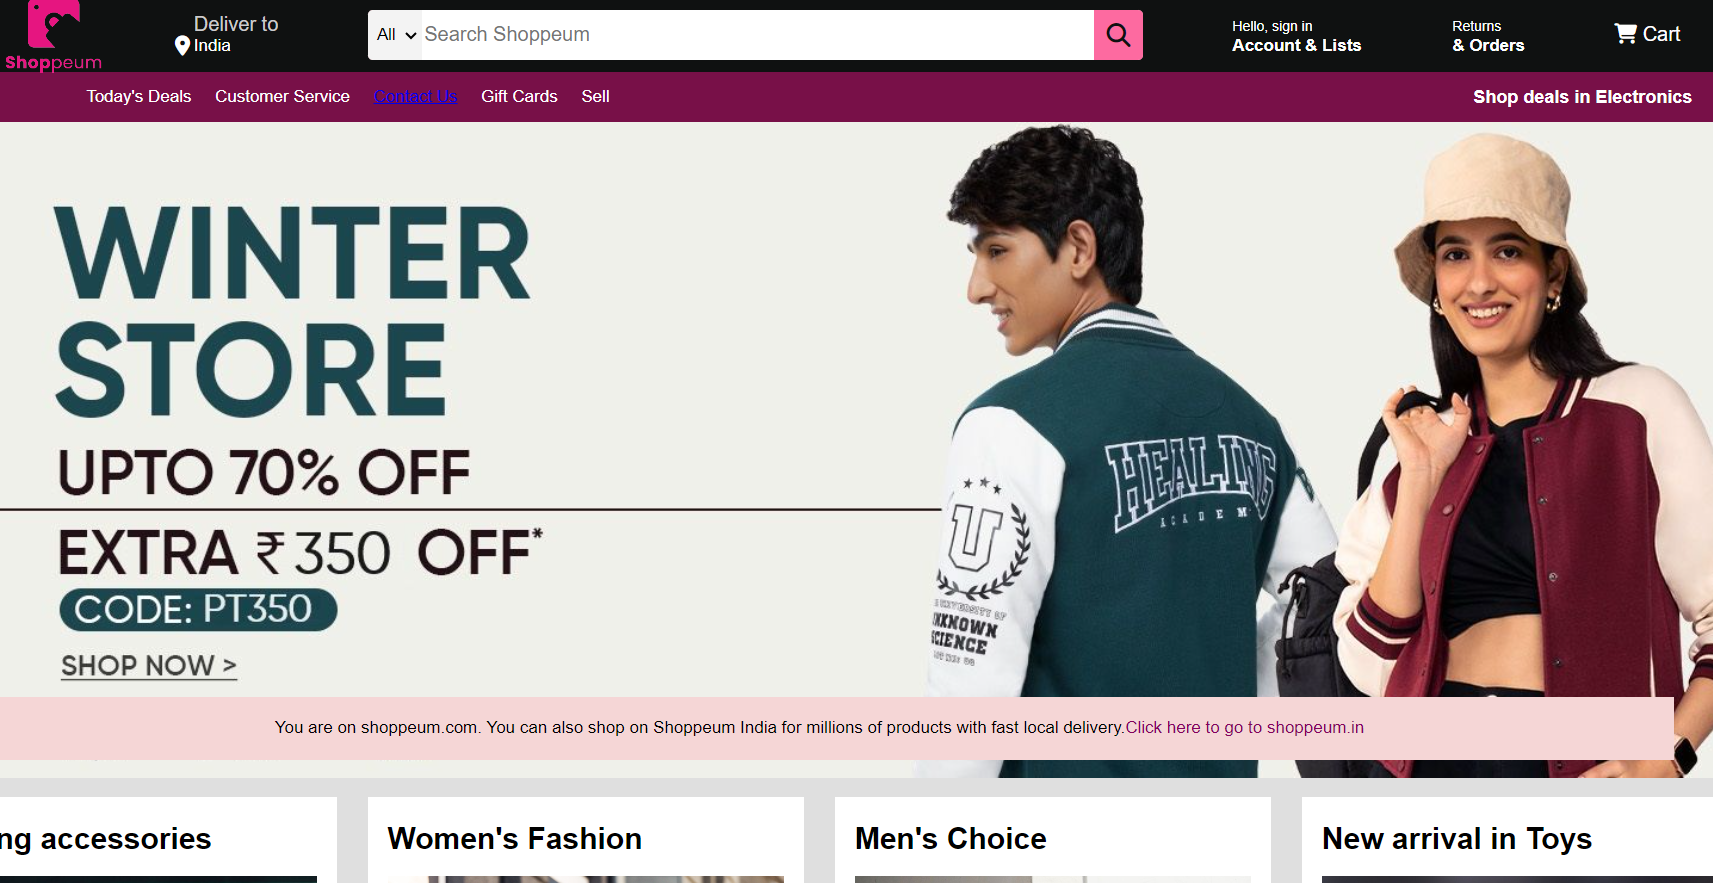 Shoppeum
Deliver to
India
All
Search Shoppeum
Hello, sign in
Account & Lists
Returns
& Orders
Cart
Today's Deals
Customer Service
Contact Us
Gift Cards
Sell
Shop deals in Electronics
WINTER
STORE
UPTO 70% OFF
EXTRA ₹350 OFF*
CODE: PT350
SHOP NOW >
HEALING
ACADEM
U
UNIVERSITY OF
UNKNOWN
SCIENCE
You are on shoppeum.com. You can also shop on Shoppeum India for millions of products with fast local delivery.Click here to go to shoppeum.in
ng accessories
Women's Fashion
Men's Choice
New arrival in Toys